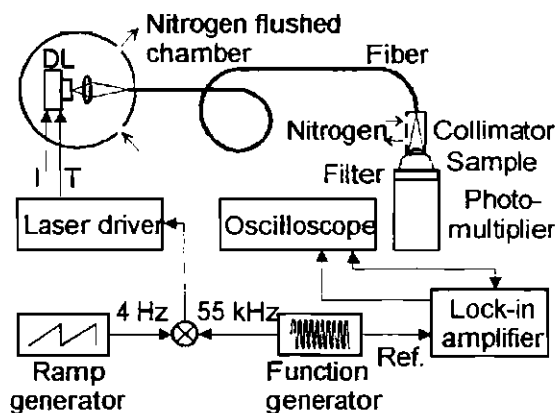 Nitrogen flushed
chamber
DL
Fiber
Nitrogen
Collimator
Sample
Filter
Photo-
multiplier
I T
Laser driver
Oscilloscope
4 Hz
55 kHz
Lock-in
amplifier
Ref.
Ramp
generator
Function
generator